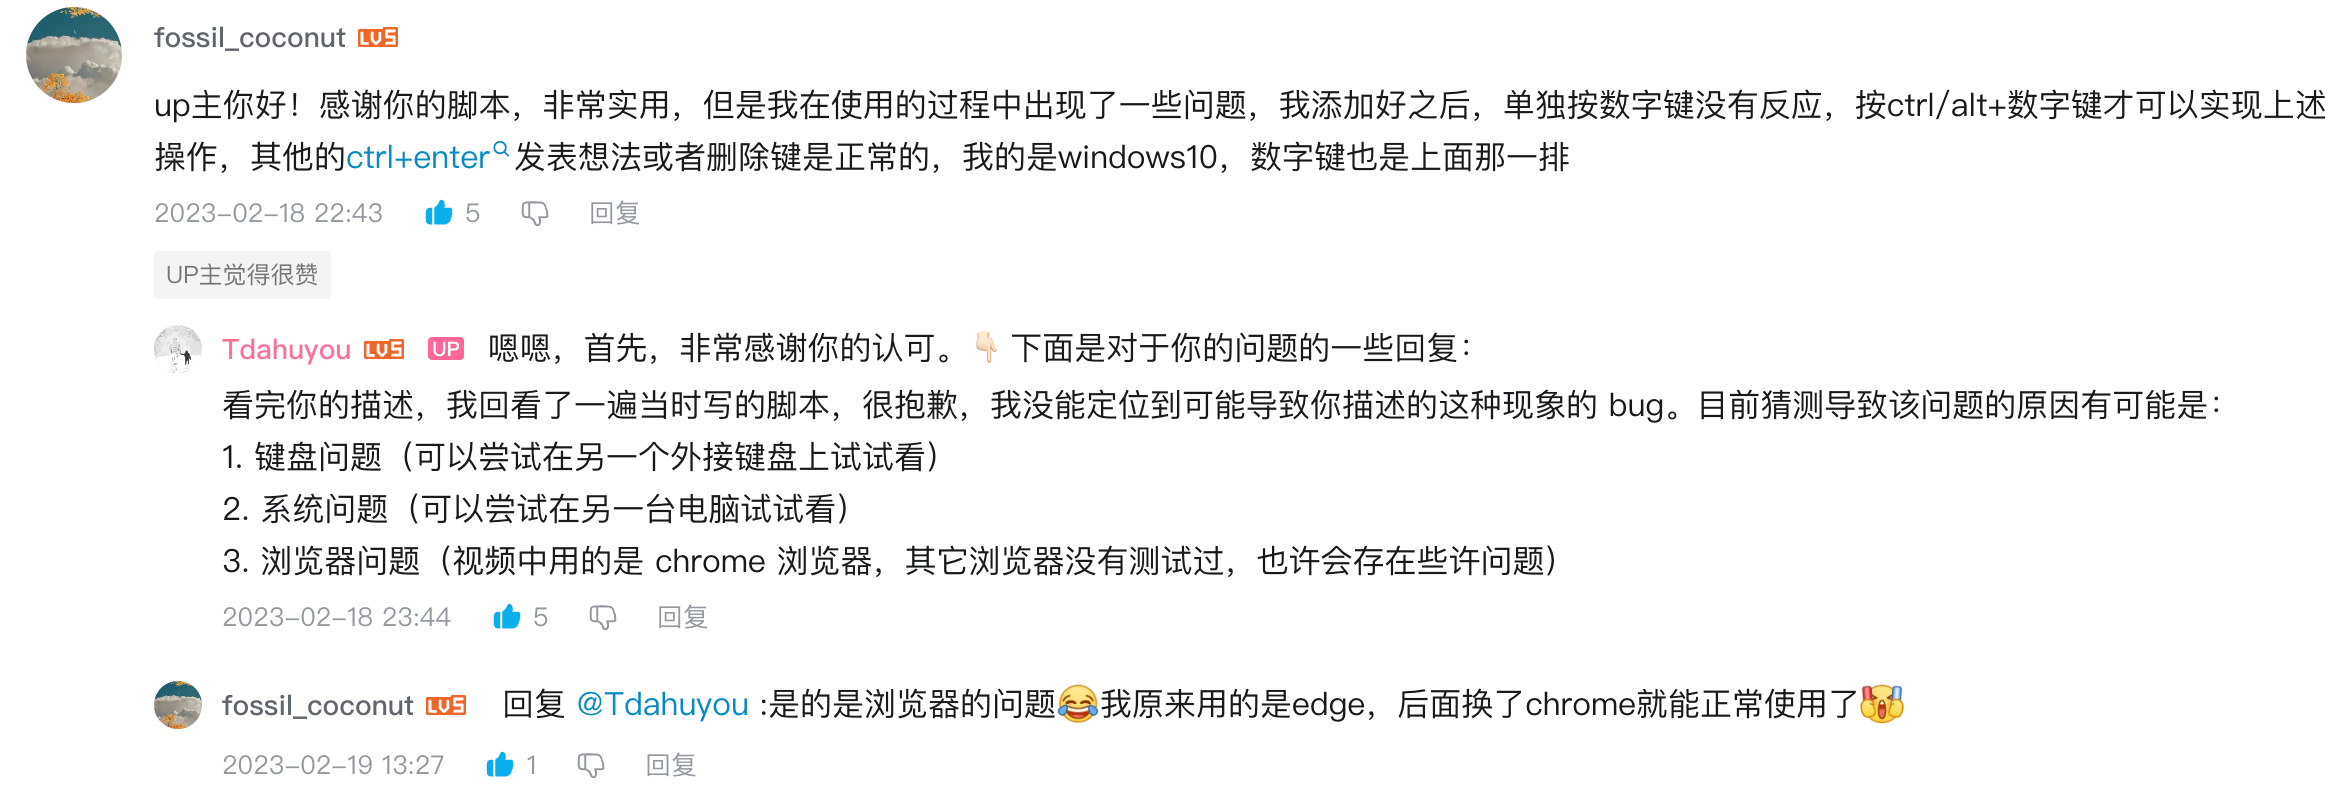 fossil_coconut LV5
up主你好！感谢你的脚本，非常实用，但是我在使用的过程中出现了一些问题，我添加好之后，单独按数字键没有反应，按ctrl/alt+数字键才可以实现上述
操作，其他的ctrl+enter发表想法或者删除键是正常的，我的是windows10，数字键也是上面那一排
2023-02-18 22:43 5 回复
UP主觉得很赞
Tdahuyou LV5 UP 嗯嗯，首先，非常感谢你的认可。👇🏻 下面是对于你的问题的一些回复：
看完你的描述，我回看了一遍当时写的脚本，很抱歉，我没能定位到可能导致你描述的这种现象的 bug。目前猜测导致该问题的原因有可能是：
1. 键盘问题（可以尝试在另一个外接键盘上试试看）
2. 系统问题（可以尝试在另一台电脑试试看）
3. 浏览器问题（视频中用的是 chrome 浏览器，其它浏览器没有测试过，也许会存在些许问题）
2023-02-18 23:44 5 回复
fossil_coconut LV5 回复 @Tdahuyou :是的是浏览器的问题😂我原来用的是edge，后面换了chrome就能正常使用了
2023-02-19 13:27 1 回复